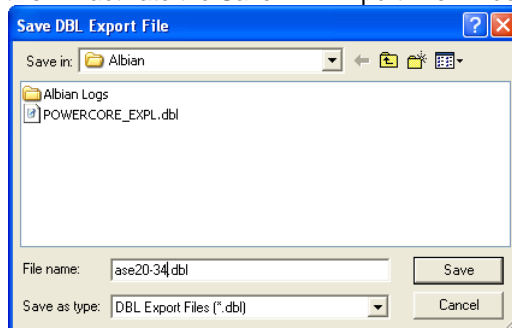 Save DBL Export File
Save in: Albian
Albian Logs
POWERCORE_EXPL.dbl
File name: ase20-34.dbl Save
Save as type: DBL Export Files (*.dbl) Cancel